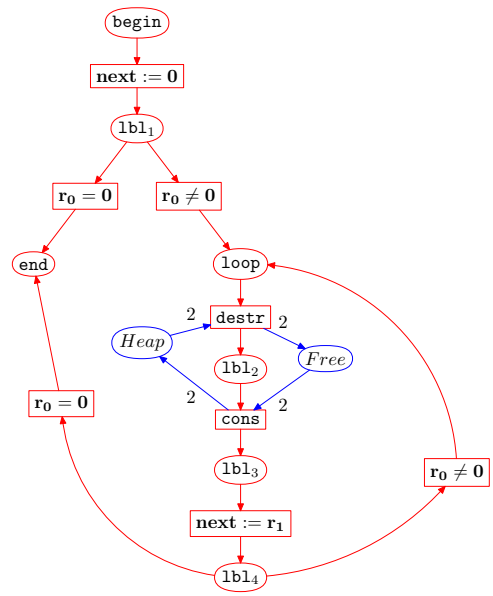 begin
next := 0
lbl₁
r₀ = 0
r₀ ≠ 0
end
loop
destr
2
2
Heap
Free
lbl₂
r₀ = 0
2
2
cons
lbl₃
r₀ ≠ 0
next := r₁
lbl₄